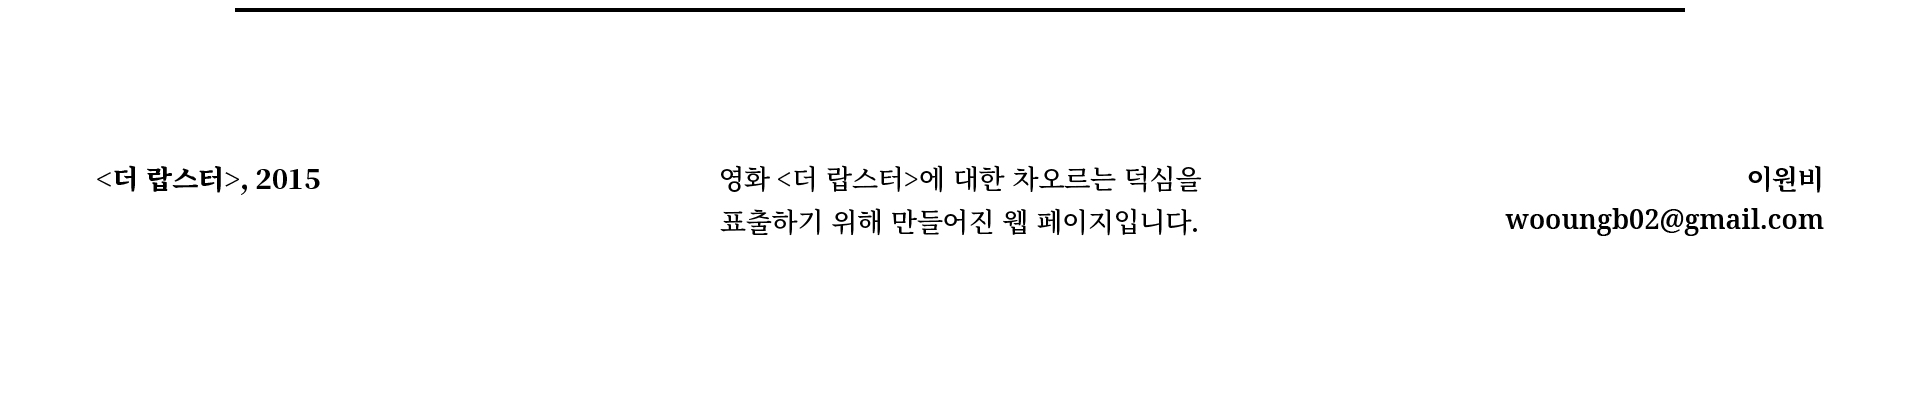 <더 랍스터>, 2015
영화 <더 랍스터>에 대한 차오르는 덕심을
표출하기 위해 만들어진 웹 페이지입니다.
이원비
wooungb02@gmail.com